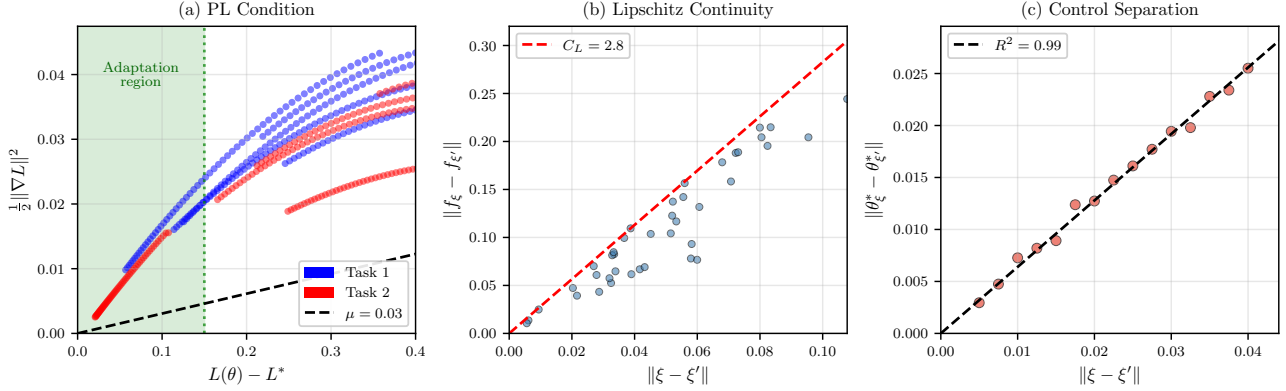 (a) PL Condition
0.04
0.03
0.02
0.01
0.00
½‖∇L‖²
Adaptation
region
Task 1
Task 2
μ = 0.03
0.0 0.1 0.2 0.3 0.4
L(θ) − L*
(b) Lipschitz Continuity
0.30
0.25
0.20
0.15
0.10
0.05
0.00
‖f_ξ − f_ξ′‖
C_L = 2.8
0.00 0.02 0.04 0.06 0.08 0.10
‖ξ − ξ′‖
(c) Control Separation
0.025
0.020
0.015
0.010
0.005
0.000
‖θ*_ξ − θ*_ξ′‖
R² = 0.99
0.00 0.01 0.02 0.03 0.04
‖ξ − ξ′‖